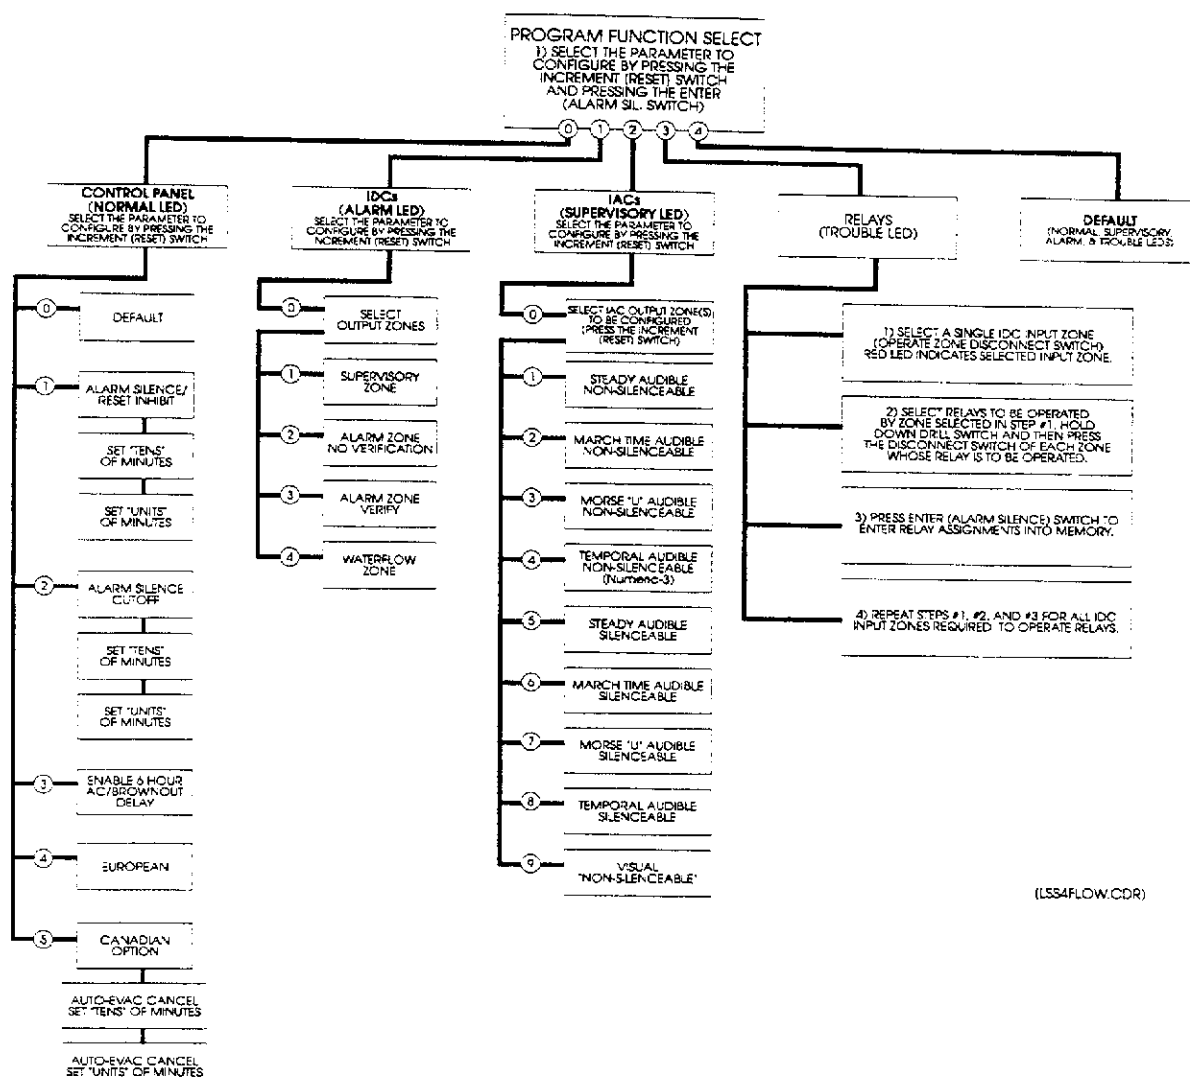 PROGRAM FUNCTION SELECT
1) SELECT THE PARAMETER TO
CONFIGURE BY PRESSING THE
INCREMENT (RESET) SWITCH
AND PRESSING THE ENTER
(ALARM SIL. SWITCH)
0 1 2 3 4
CONTROL PANEL
(NORMAL LED)
SELECT THE PARAMETER TO
CONFIGURE BY PRESSING THE
INCREMENT (RESET) SWITCH
0
DEFAULT
1
ALARM SILENCE/
RESET INHIBIT
SET "TENS"
OF MINUTES
SET "UNITS"
OF MINUTES
2
ALARM SILENCE
CUTOFF
SET "TENS"
OF MINUTES
SET "UNITS"
OF MINUTES
3
ENABLE 6 HOUR
AC/BROWNOUT
DELAY
4
EUROPEAN
5
CANADIAN
OPTION
AUTO-EVAC CANCEL
SET "TENS" OF MINUTES
AUTO-EVAC CANCEL
SET "UNITS" OF MINUTES
IDCs
(ALARM LED)
SELECT THE PARAMETER TO
CONFIGURE BY PRESSING THE
INCREMENT (RESET) SWITCH
0
SELECT
OUTPUT ZONES
1
SUPERVISORY
ZONE
2
ALARM ZONE
NO VERIFICATION
3
ALARM ZONE
VERIFY
4
WATERFLOW
ZONE
IACs
(SUPERVISORY LED)
SELECT THE PARAMETER TO
CONFIGURE BY PRESSING THE
INCREMENT (RESET) SWITCH
0
SELECT IAC OUTPUT ZONE(S)
TO BE CONFIGURED
(PRESS THE INCREMENT
(RESET) SWITCH)
1
STEADY AUDIBLE
NON-SILENCEABLE
2
MARCH TIME AUDIBLE
NON-SILENCEABLE
3
MORSE "U" AUDIBLE
NON-SILENCEABLE
4
TEMPORAL AUDIBLE
NON-SILENCEABLE
(Numeric-3)
5
STEADY AUDIBLE
SILENCEABLE
6
MARCH TIME AUDIBLE
SILENCEABLE
7
MORSE "U" AUDIBLE
SILENCEABLE
8
TEMPORAL AUDIBLE
SILENCEABLE
9
VISUAL
"NON-SILENCEABLE"
RELAYS
(TROUBLE LED)
1) SELECT A SINGLE IDC INPUT ZONE
(OPERATE ZONE DISCONNECT SWITCH)
RED LED INDICATES SELECTED INPUT ZONE.
2) SELECT RELAYS TO BE OPERATED
BY ZONE SELECTED IN STEP #1. HOLD
DOWN DRILL SWITCH AND THEN PRESS
THE DISCONNECT SWITCH OF EACH ZONE
WHOSE RELAY IS TO BE OPERATED.
3) PRESS ENTER (ALARM SILENCE) SWITCH TO
ENTER RELAY ASSIGNMENTS INTO MEMORY.
4) REPEAT STEPS #1, #2, AND #3 FOR ALL IDC
INPUT ZONES REQUIRED TO OPERATE RELAYS.
DEFAULT
(NORMAL, SUPERVISORY,
ALARM, & TROUBLE LEDS)
(LSS4FLOW.CDR)